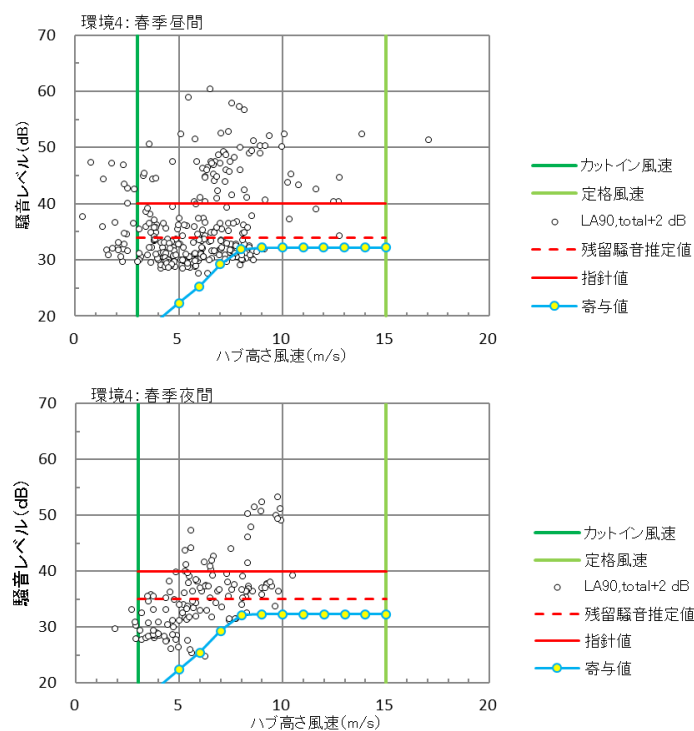 環境4：春季昼間
70
60
50
40
30
20
騒音レベル(dB)
0
5
10
15
20
ハブ高さ風速(m/s)
カットイン風速
定格風速
LA90,total+2 dB
残留騒音推定値
指針値
寄与値
環境4：春季夜間
70
60
50
40
30
20
騒音レベル(dB)
0
5
10
15
20
ハブ高さ風速(m/s)
カットイン風速
定格風速
LA90,total+2 dB
残留騒音推定値
指針値
寄与値